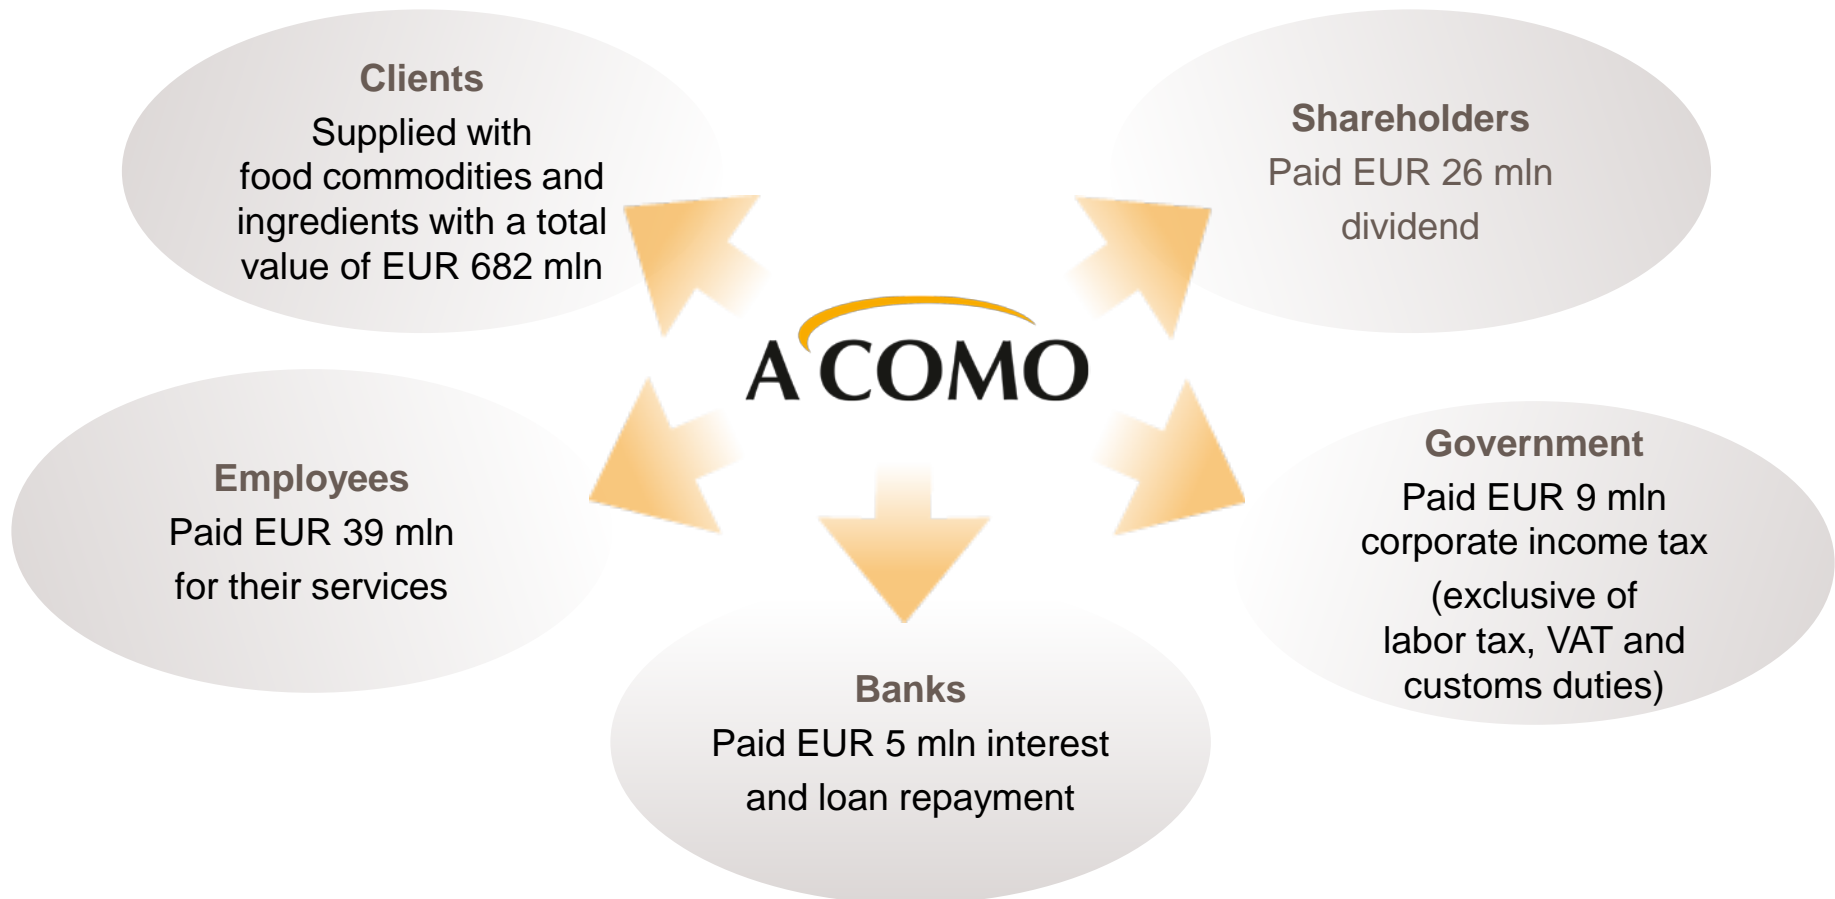 Clients
Supplied with
food commodities and
ingredients with a total
value of EUR 682 mln
Shareholders
Paid EUR 26 mln
dividend
A COMO
Employees
Paid EUR 39 mln
for their services
Government
Paid EUR 9 mln
corporate income tax
(exclusive of
labor tax, VAT and
customs duties)
Banks
Paid EUR 5 mln interest
and loan repayment